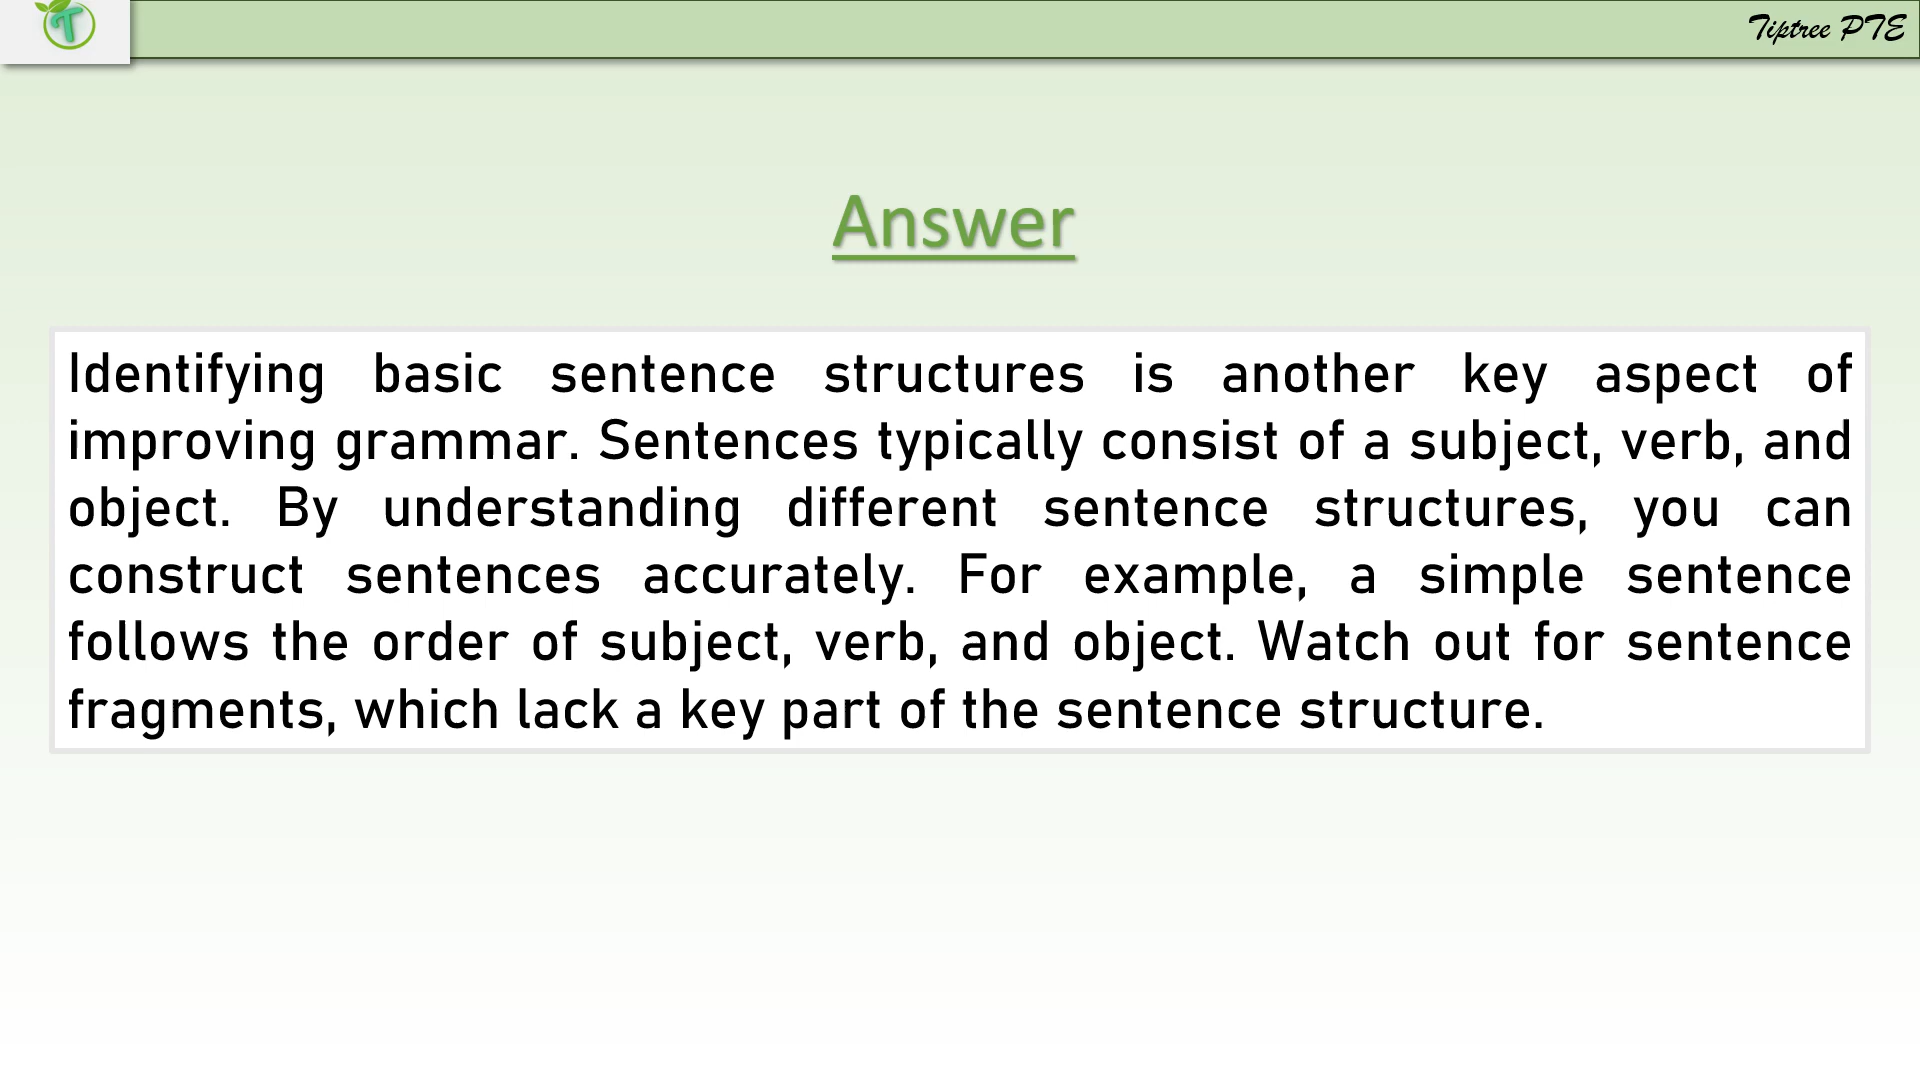 T
Tiptree PTE
Answer
Identifying basic sentence structures is another key aspect of
improving grammar. Sentences typically consist of a subject, verb, and
object. By understanding different sentence structures, you can
construct sentences accurately. For example, a simple sentence
follows the order of subject, verb, and object. Watch out for sentence
fragments, which lack a key part of the sentence structure.